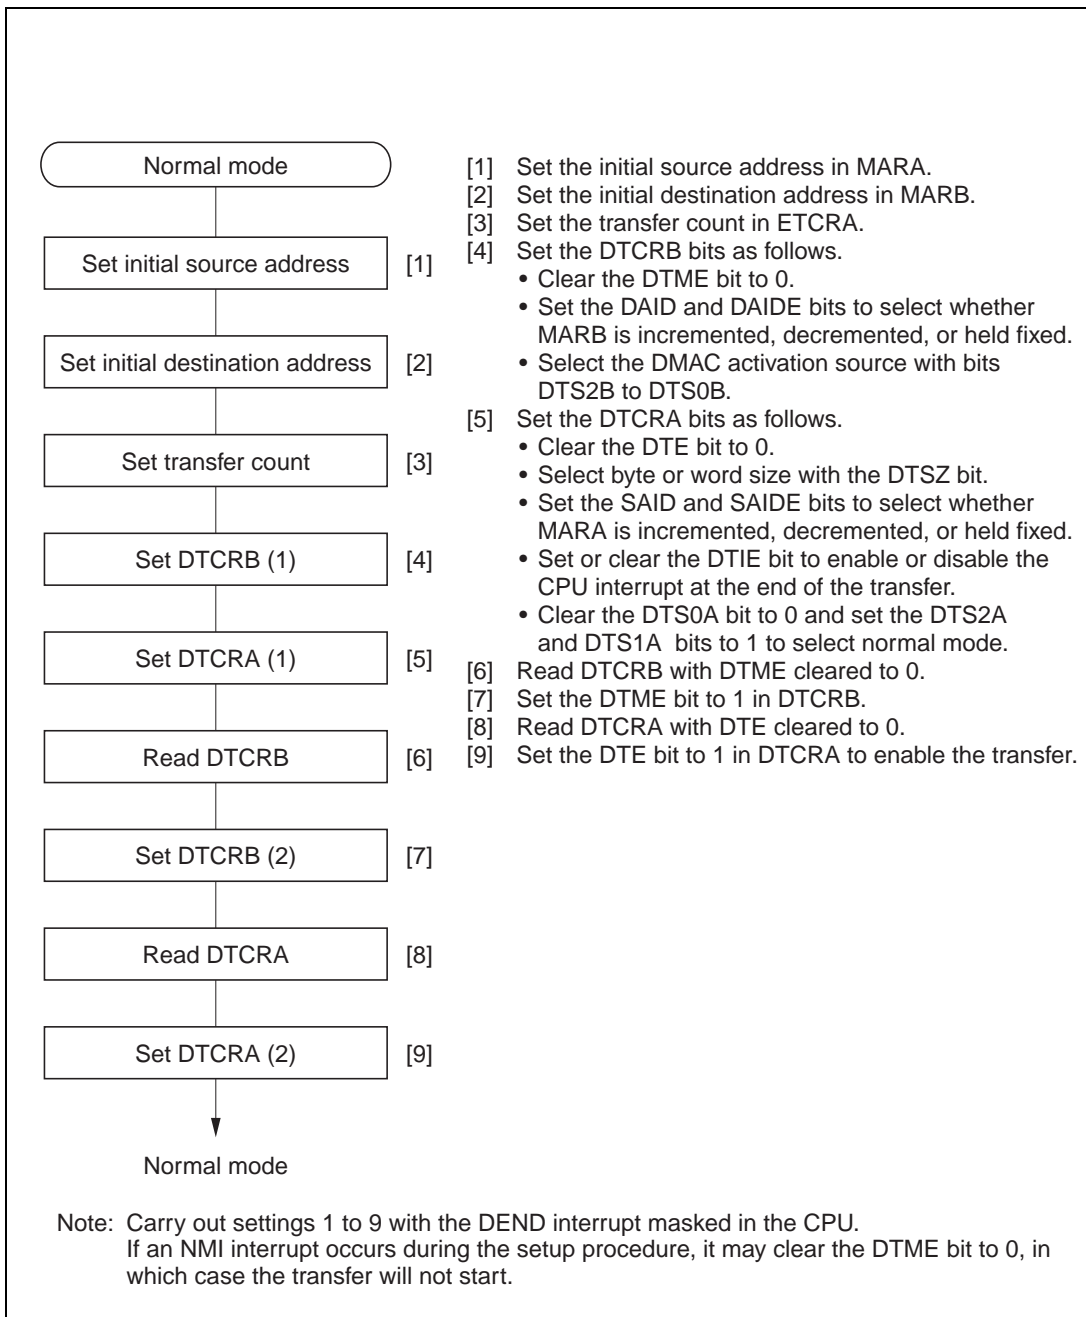 Normal mode
Set initial source address [1]
Set initial destination address [2]
Set transfer count [3]
Set DTCRB (1) [4]
Set DTCRA (1) [5]
Read DTCRB [6]
Set DTCRB (2) [7]
Read DTCRA [8]
Set DTCRA (2) [9]
Normal mode
[1] Set the initial source address in MARA.
[2] Set the initial destination address in MARB.
[3] Set the transfer count in ETCRA.
[4] Set the DTCRB bits as follows.
• Clear the DTME bit to 0.
• Set the DAID and DAIDE bits to select whether
MARB is incremented, decremented, or held fixed.
• Select the DMAC activation source with bits
DTS2B to DTS0B.
[5] Set the DTCRA bits as follows.
• Clear the DTE bit to 0.
• Select byte or word size with the DTSZ bit.
• Set the SAID and SAIDE bits to select whether
MARA is incremented, decremented, or held fixed.
• Set or clear the DTIE bit to enable or disable the
CPU interrupt at the end of the transfer.
• Clear the DTS0A bit to 0 and set the DTS2A
and DTS1A bits to 1 to select normal mode.
[6] Read DTCRB with DTME cleared to 0.
[7] Set the DTME bit to 1 in DTCRB.
[8] Read DTCRA with DTE cleared to 0.
[9] Set the DTE bit to 1 in DTCRA to enable the transfer.
Note: Carry out settings 1 to 9 with the DEND interrupt masked in the CPU.
If an NMI interrupt occurs during the setup procedure, it may clear the DTME bit to 0, in
which case the transfer will not start.